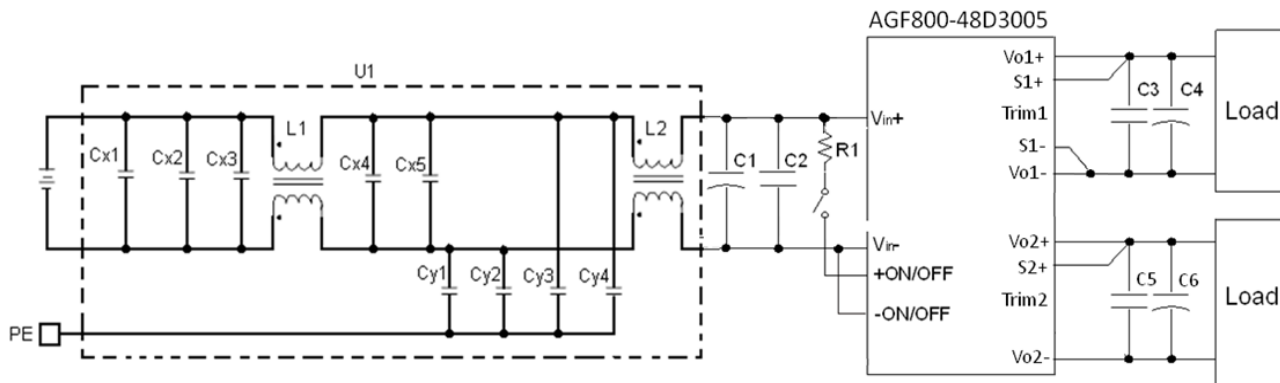 AGF800-48D3005
U1
L1
L2
Cx1
Cx2
Cx3
Cx4
Cx5
Cy1
Cy2
Cy3
Cy4
PE
C1
C2
R1
Vin+
Vin-
+ON/OFF
-ON/OFF
Vo1+
S1+
Trim1
S1-
Vo1-
Vo2+
S2+
Trim2
Vo2-
C3
C4
Load
C5
C6
Load